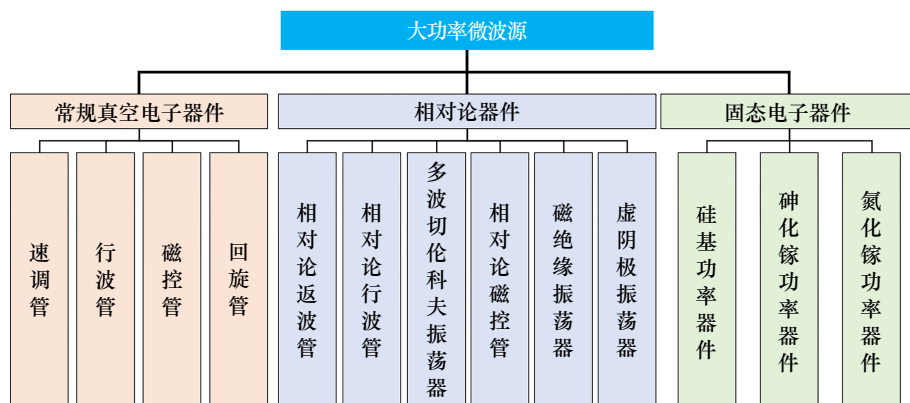 大功率微波源
常规真空电子器件
相对论器件
固态电子器件
速调管
行波管
磁控管
回旋管
相对论返波管
相对论行波管
多波切伦科夫振荡器
相对论磁控管
磁绝缘振荡器
虚阴极振荡器
硅基功率器件
砷化镓功率器件
氮化镓功率器件